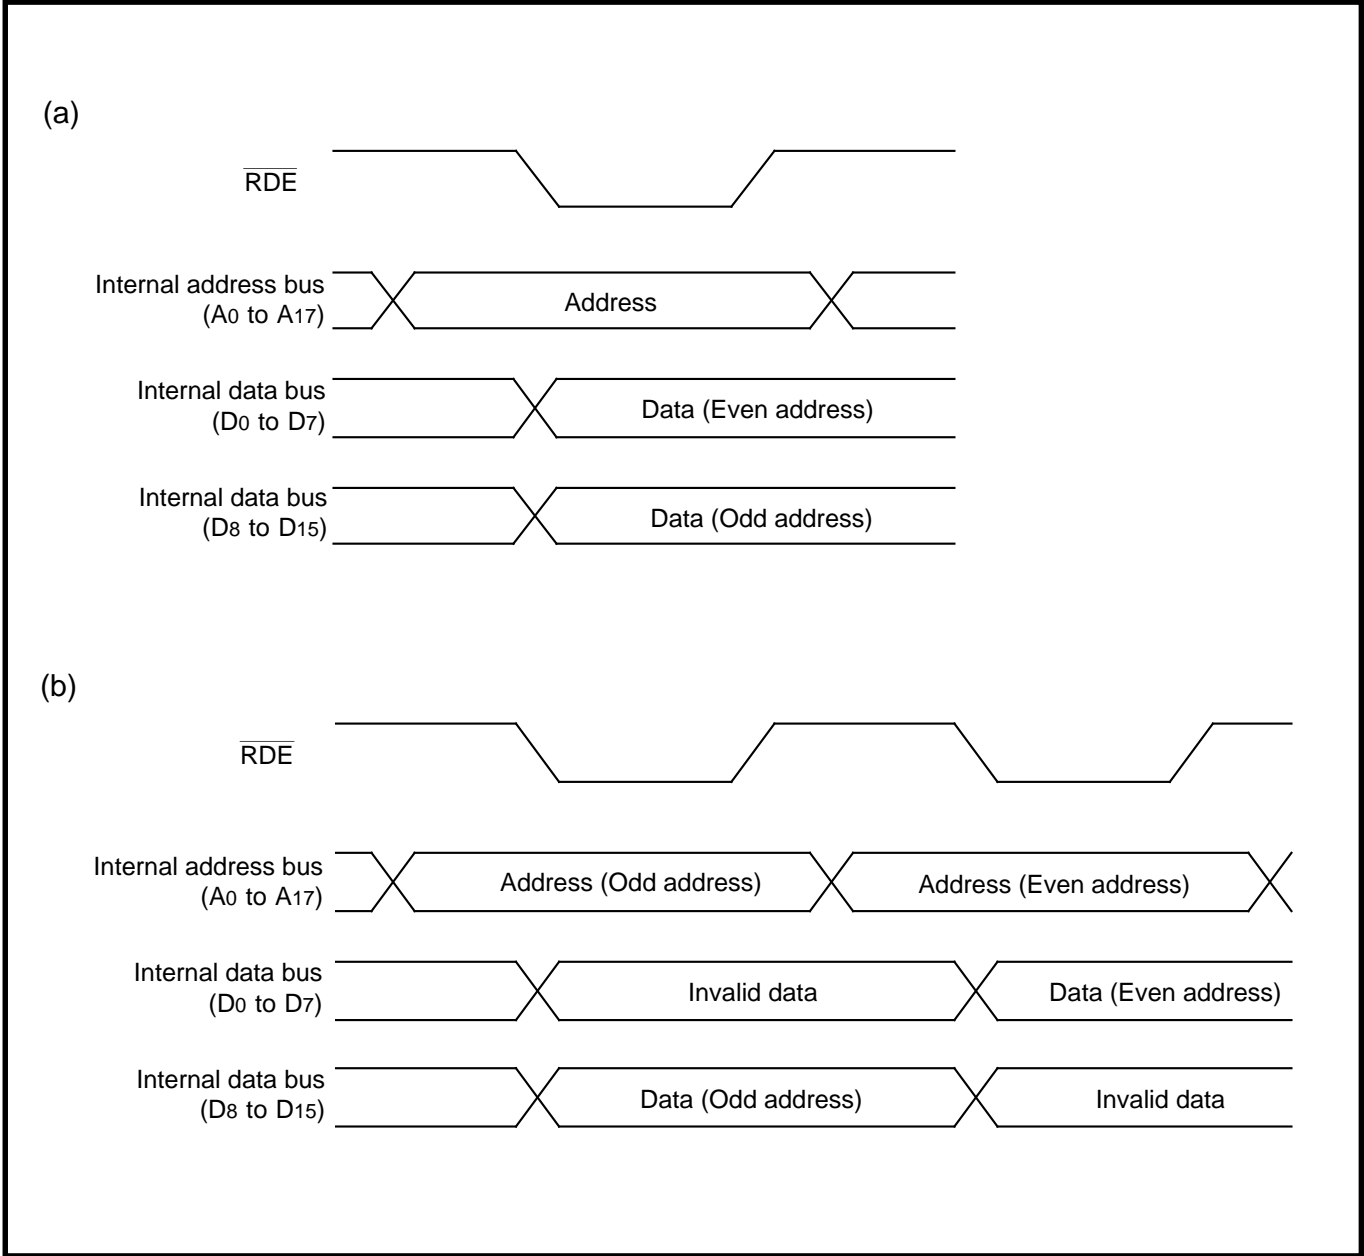 (a)
RDE
Internal address bus
(A0 to A17)
Address
Internal data bus
(D0 to D7)
Data (Even address)
Internal data bus
(D8 to D15)
Data (Odd address)
(b)
RDE
Internal address bus
(A0 to A17)
Address (Odd address)
Address (Even address)
Internal data bus
(D0 to D7)
Invalid data
Data (Even address)
Internal data bus
(D8 to D15)
Data (Odd address)
Invalid data